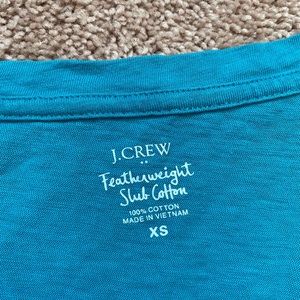 J.CREW
..
Featherweight
Slub Cotton
100% COTTON
MADE IN VIETNAM
XS